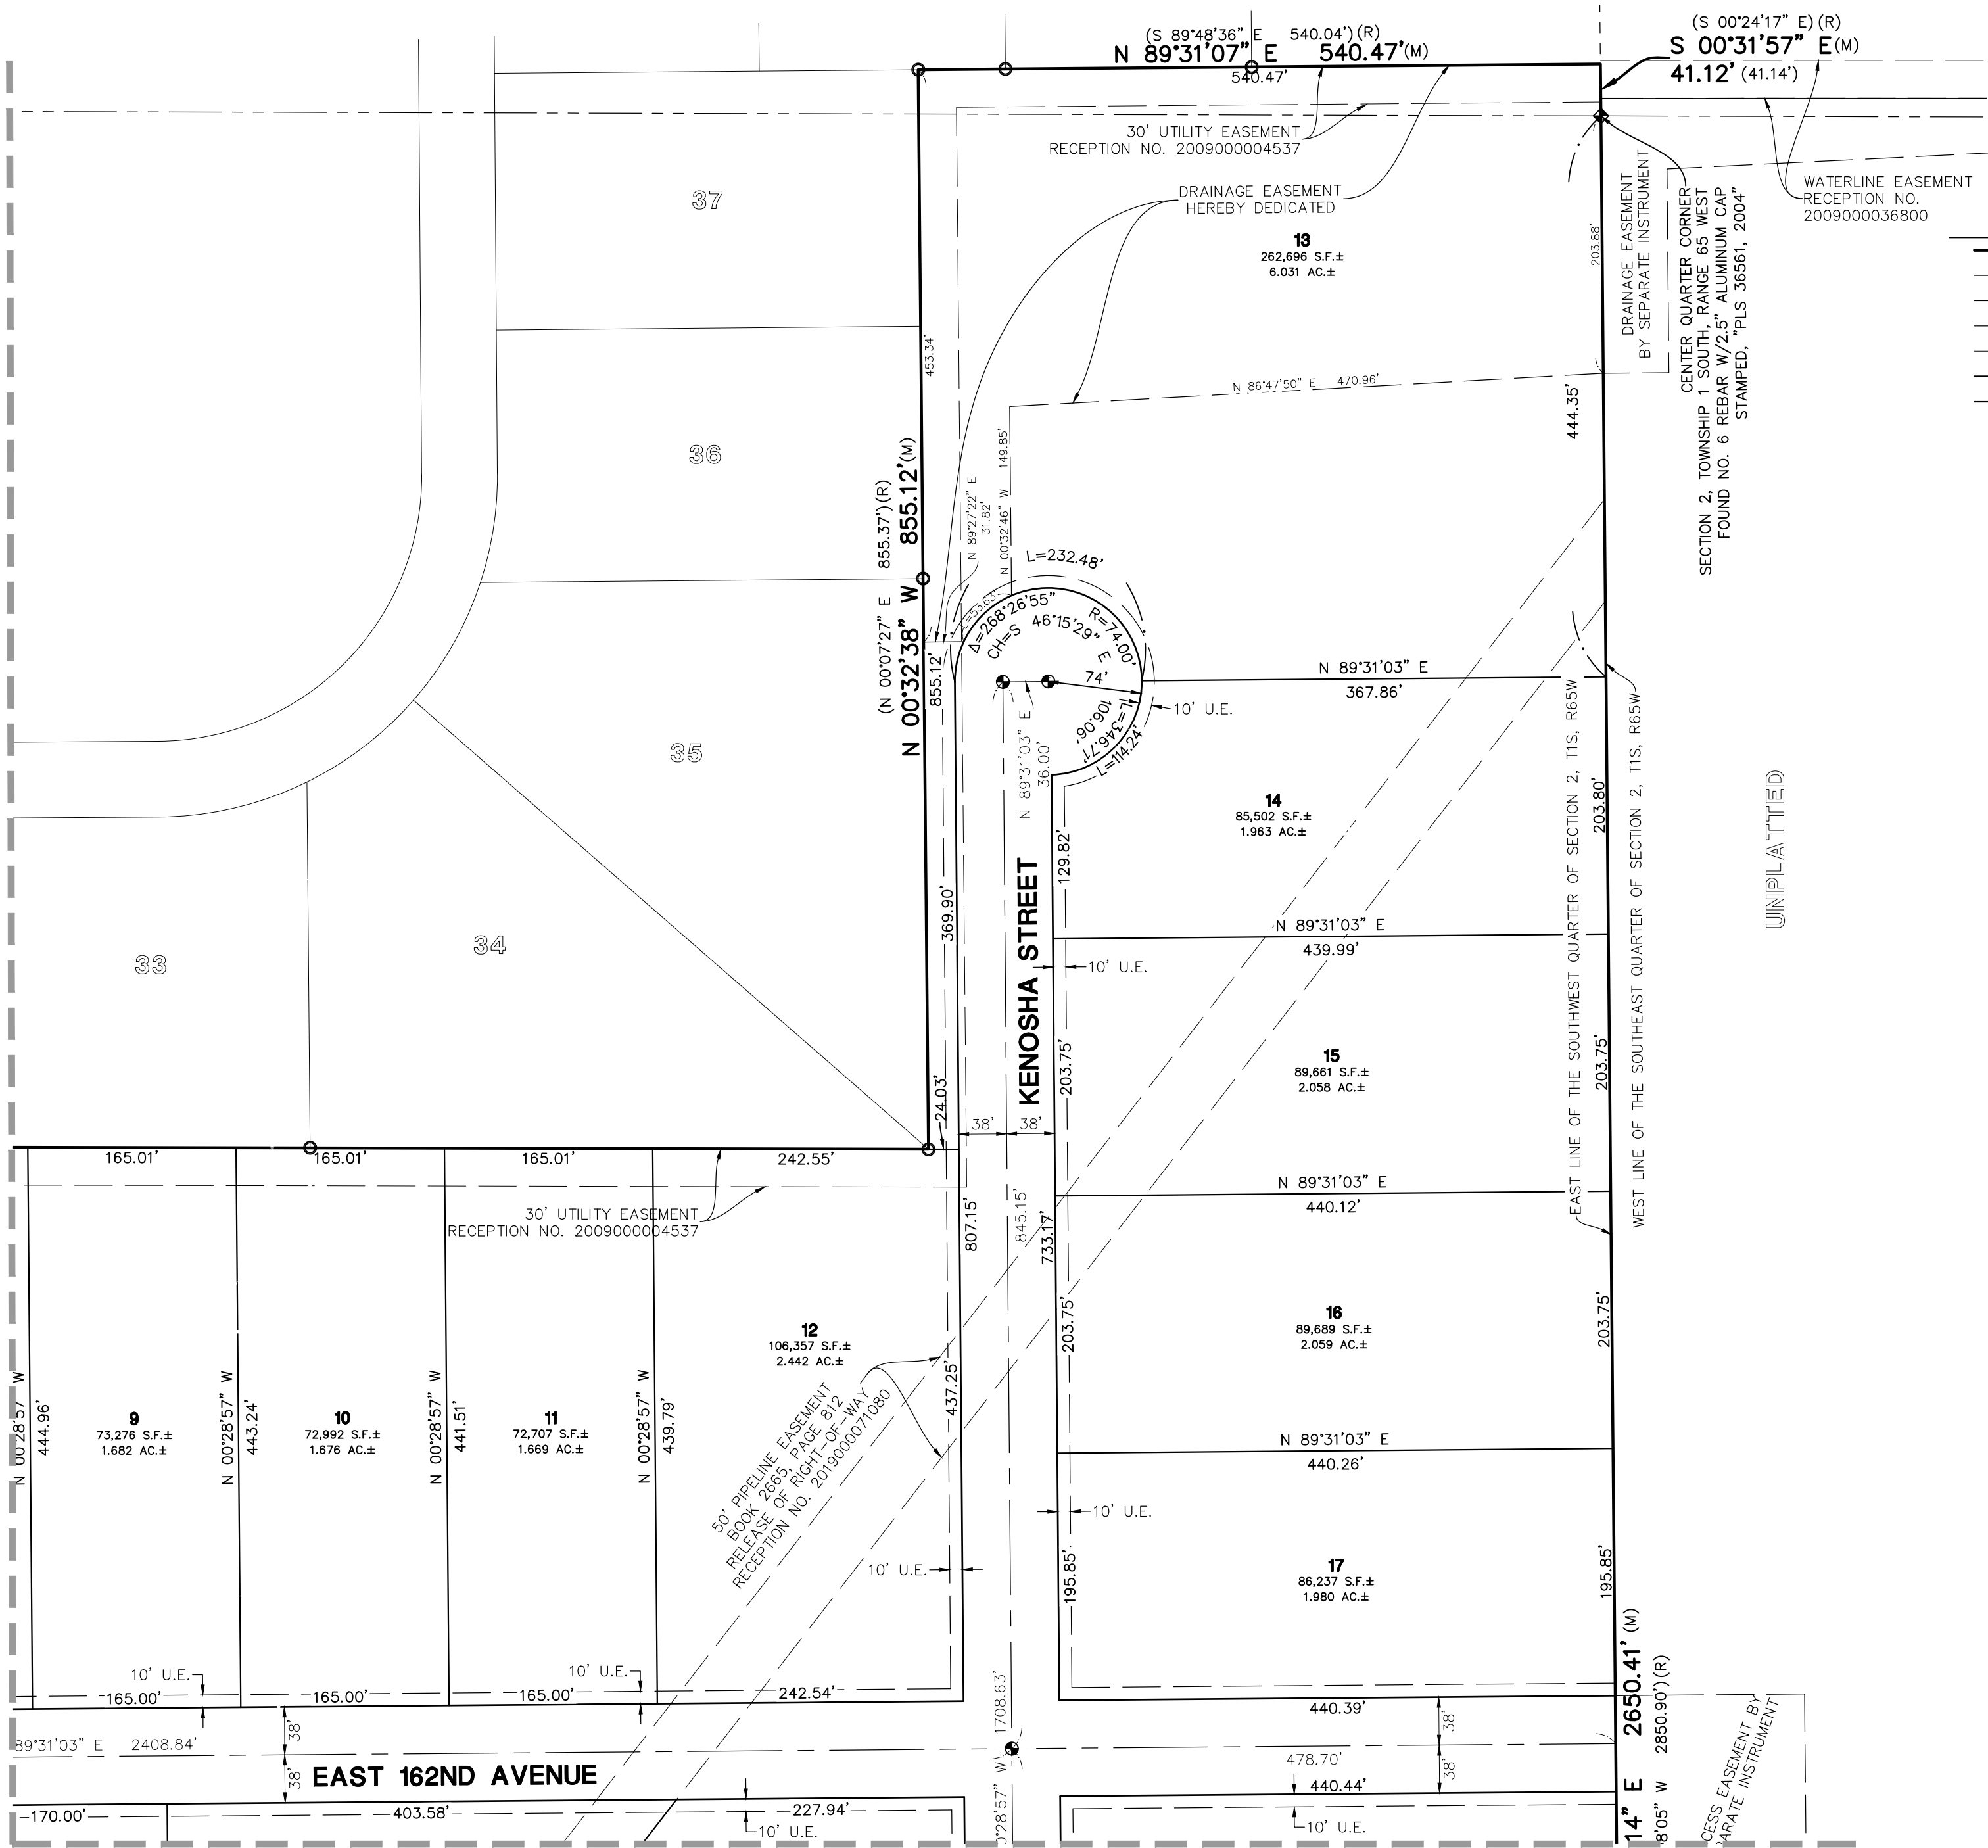 (S 89°48'36" E 540.04')(R)
N 89°31'07" E 540.47'(M)
540.47'
(S 00°24'17" E)(R)
S 00°31'57" E(M)
41.12' (41.14')
30' UTILITY EASEMENT
RECEPTION NO. 2009000004537
DRAINAGE EASEMENT
HEREBY DEDICATED
WATERLINE EASEMENT
RECEPTION NO.
2009000036800
DRAINAGE EASEMENT
BY SEPARATE INSTRUMENT
CENTER QUARTER CORNER
SECTION 2, TOWNSHIP 1 SOUTH, RANGE 65 WEST
FOUND NO. 6 REBAR W/2.5" ALUMINUM CAP
STAMPED, "PLS 36561, 2004"
37
13
262,696 S.F.±
6.031 AC.±
203.88'
453.34'
N 86°47'50" E 470.96'
444.35'
36
(N 00°07'27" E 855.37')(R)
N 00°32'38" W 855.12'(M)
855.12'
N 89°27'22" E
31.82'
N 00°32'46" W 149.85'
L=232.48'
L=53.63'
Δ=268°26'55"
R=74.00'
CH=S 46°15'29" E
106.06'
L=346.71'
L=114.24'
74'
10' U.E.
N 89°31'03" E
36.00'
N 89°31'03" E
367.86'
35
14
85,502 S.F.±
1.963 AC.±
203.80'
129.82'
EAST LINE OF THE SOUTHWEST QUARTER OF SECTION 2, T1S, R65W
WEST LINE OF THE SOUTHEAST QUARTER OF SECTION 2, T1S, R65W
UNPLATTED
KENOSHA STREET
369.90'
N 89°31'03" E
439.99'
10' U.E.
33
34
15
89,661 S.F.±
2.058 AC.±
203.75'
203.75'
24.03'
38'
38'
165.01'
165.01'
165.01'
242.55'
N 89°31'03" E
440.12'
30' UTILITY EASEMENT
RECEPTION NO. 2009000004537
807.15'
845.15'
733.17'
16
89,689 S.F.±
2.059 AC.±
203.75'
203.75'
12
106,357 S.F.±
2.442 AC.±
437.25'
50' PIPELINE EASEMENT
BOOK 2665, PAGE 812
RELEASE OF RIGHT-OF-WAY
RECEPTION NO. 2019000071080
N 00°28'57" W
444.96'
9
73,276 S.F.±
1.682 AC.±
N 00°28'57" W
443.24'
10
72,992 S.F.±
1.676 AC.±
N 00°28'57" W
441.51'
11
72,707 S.F.±
1.669 AC.±
N 00°28'57" W
439.79'
N 89°31'03" E
440.26'
10' U.E.
10' U.E.
17
86,237 S.F.±
1.980 AC.±
195.85'
195.85'
10' U.E.
10' U.E.
165.00'
165.00'
165.00'
242.54'
440.39'
89°31'03" E 2408.84'
38'
38'
EAST 162ND AVENUE
0°28'57" W 1708.63'
478.70'
38'
38'
440.44'
170.00'
403.58'
227.94'
10' U.E.
10' U.E.
14" E 2650.41' (M)
8'05" W 2850.90')(R)
CESS EASEMENT BY
PARATE INSTRUMENT